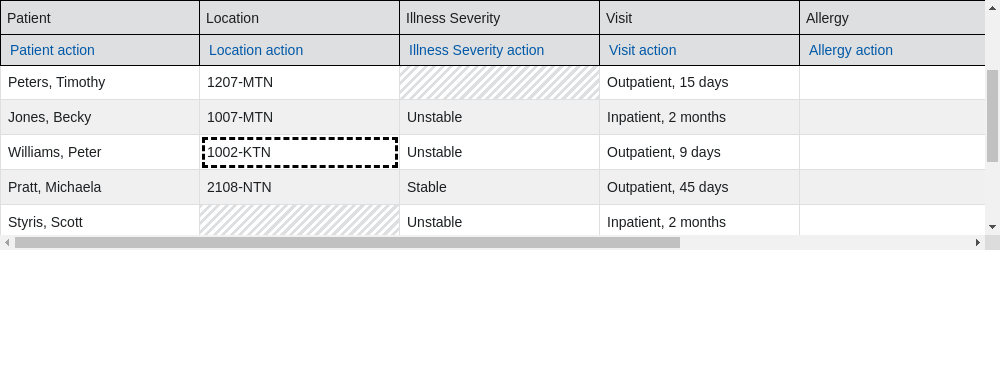 Patient Location Illness Severity Visit Allergy
Patient action Location action Illness Severity action Visit action Allergy action
Peters, Timothy 1207-MTN Outpatient, 15 days
Jones, Becky 1007-MTN Unstable Inpatient, 2 months
Williams, Peter 1002-KTN Unstable Outpatient, 9 days
Pratt, Michaela 2108-NTN Stable Outpatient, 45 days
Styris, Scott Unstable Inpatient, 2 months